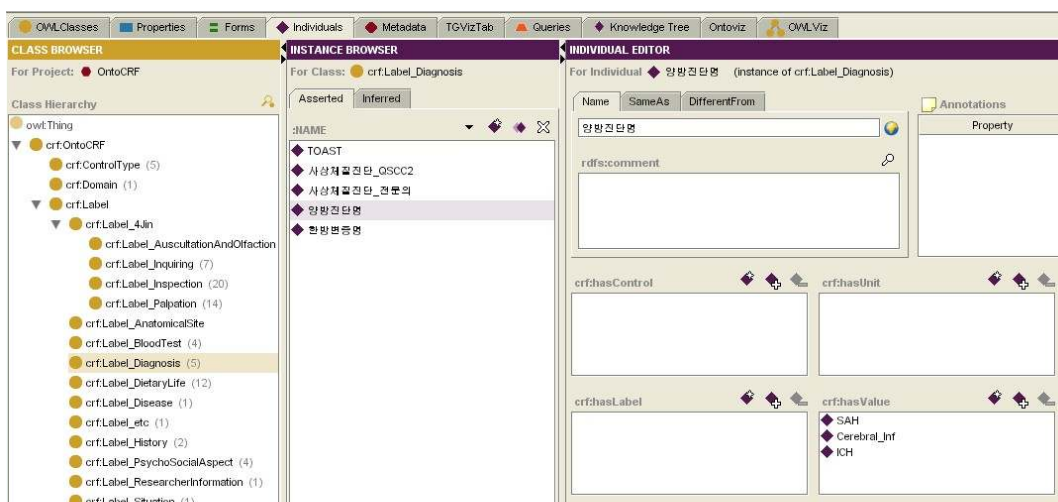 OWLClasses Properties Forms Individuals Metadata TGVizTab Queries Knowledge Tree Ontoviz OWLViz
CLASS BROWSER
For Project: OntoCRF
Class Hierarchy
owl:Thing
crf:OntoCRF
crf:ControlType (5)
crf:Domain (1)
crf:Label
crf:Label_4Jin
crf:Label_AuscultationAndOlfaction
crf:Label_Inquiring (7)
crf:Label_Inspection (20)
crf:Label_Palpation (14)
crf:Label_AnatomicalSite
crf:Label_BloodTest (4)
crf:Label_Diagnosis (5)
crf:Label_DietaryLife (12)
crf:Label_Disease (1)
crf:Label_etc (1)
crf:Label_History (2)
crf:Label_PsychoSocialAspect (4)
crf:Label_ResearcherInformation (1)
crf:Label_Situation (1)
INSTANCE BROWSER
For Class: crf:Label_Diagnosis
Asserted Inferred
:NAME
TOAST
사상체질진단_QSCC2
사상체질진단_전문의
양방진단명
한방변증명
INDIVIDUAL EDITOR
For Individual 양방진단명 (instance of crf:Label_Diagnosis)
Name SameAs DifferentFrom
양방진단명
rdfs:comment
Annotations
Property
crf:hasControl
crf:hasUnit
crf:hasLabel
crf:hasValue
SAH
Cerebral_Inf
ICH